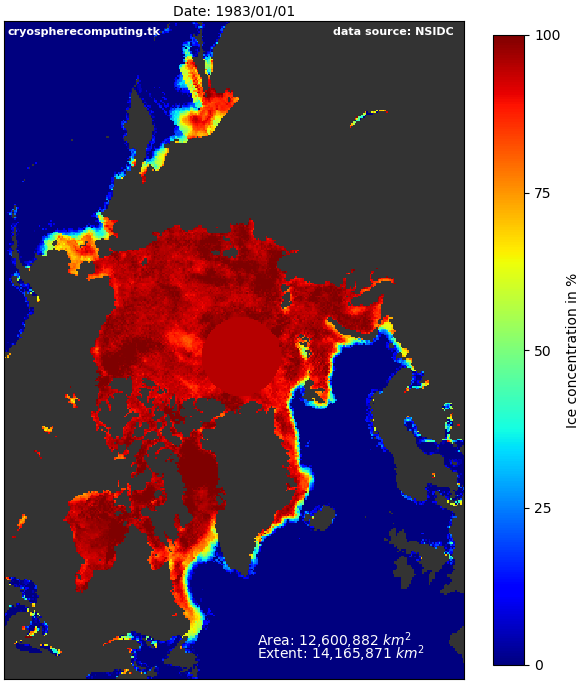 Date: 1983/01/01
cryospherecomputing.tk
data source: NSIDC
100
75
50
25
0
Ice concentration in %
Area: 12,600,882 km²
Extent: 14,165,871 km²